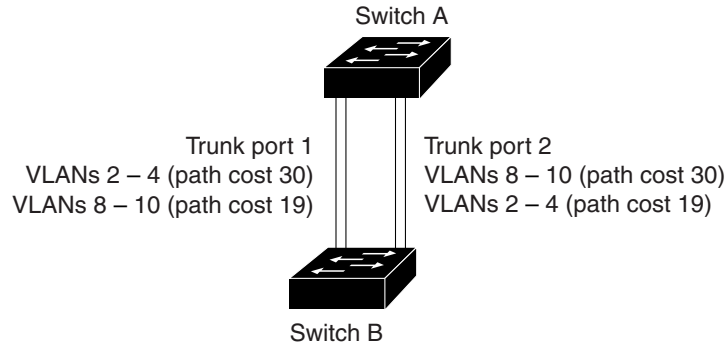 Switch A
Trunk port 1
VLANs 2 – 4 (path cost 30)
VLANs 8 – 10 (path cost 19)
Trunk port 2
VLANs 8 – 10 (path cost 30)
VLANs 2 – 4 (path cost 19)
Switch B